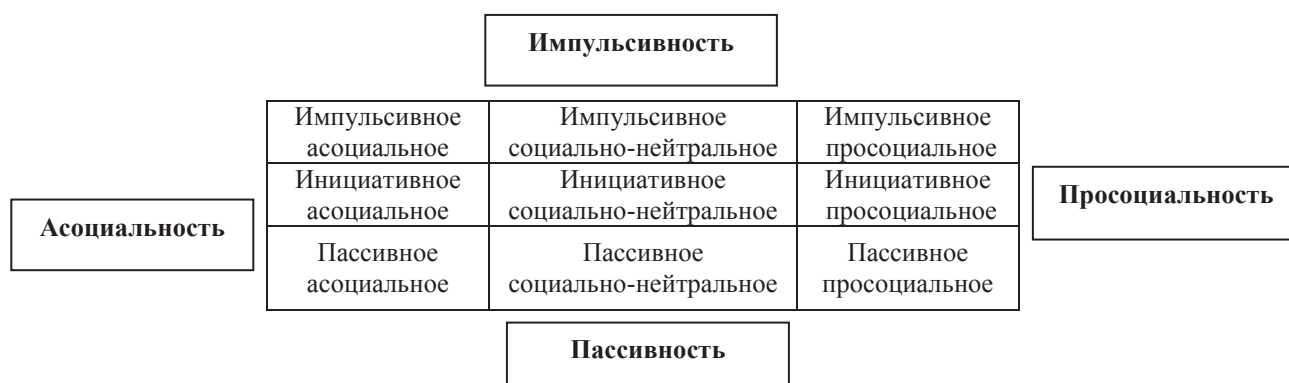 Импульсивность
Импульсивное Импульсивное Импульсивное
асоциальное социально-нейтральное просоциальное
Инициативное Инициативное Инициативное
асоциальное социально-нейтральное просоциальное
Просоциальность
Асоциальность
Пассивное Пассивное Пассивное
асоциальное социально-нейтральное просоциальное
Пассивность